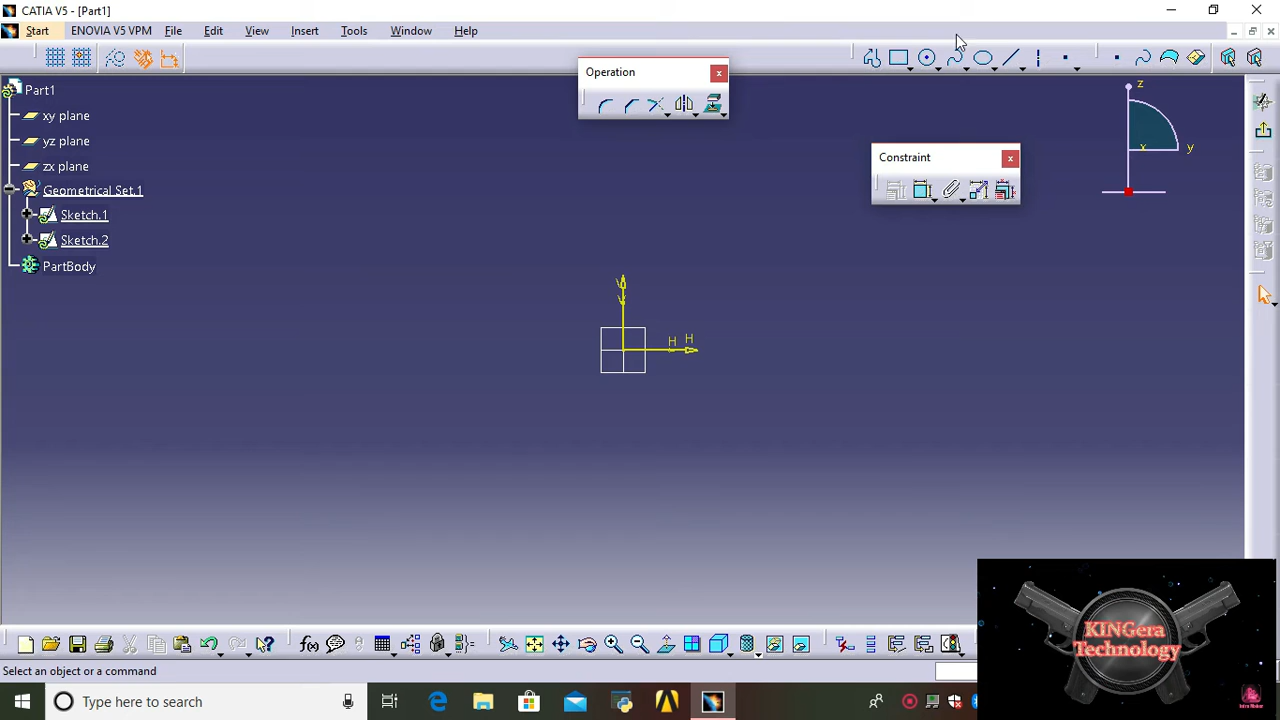 CATIA V5 - [Part1]
Start ENOVIA V5 VPM File Edit View Insert Tools Window Help
Operation
Part1
xy plane
yz plane
zx plane
Geometrical Set.1
Sketch.1
Sketch.2
PartBody
Constraint
z
x
y
V
V
H H
f(x)
KINGera
Technology
Select an object or a command
Type here to search